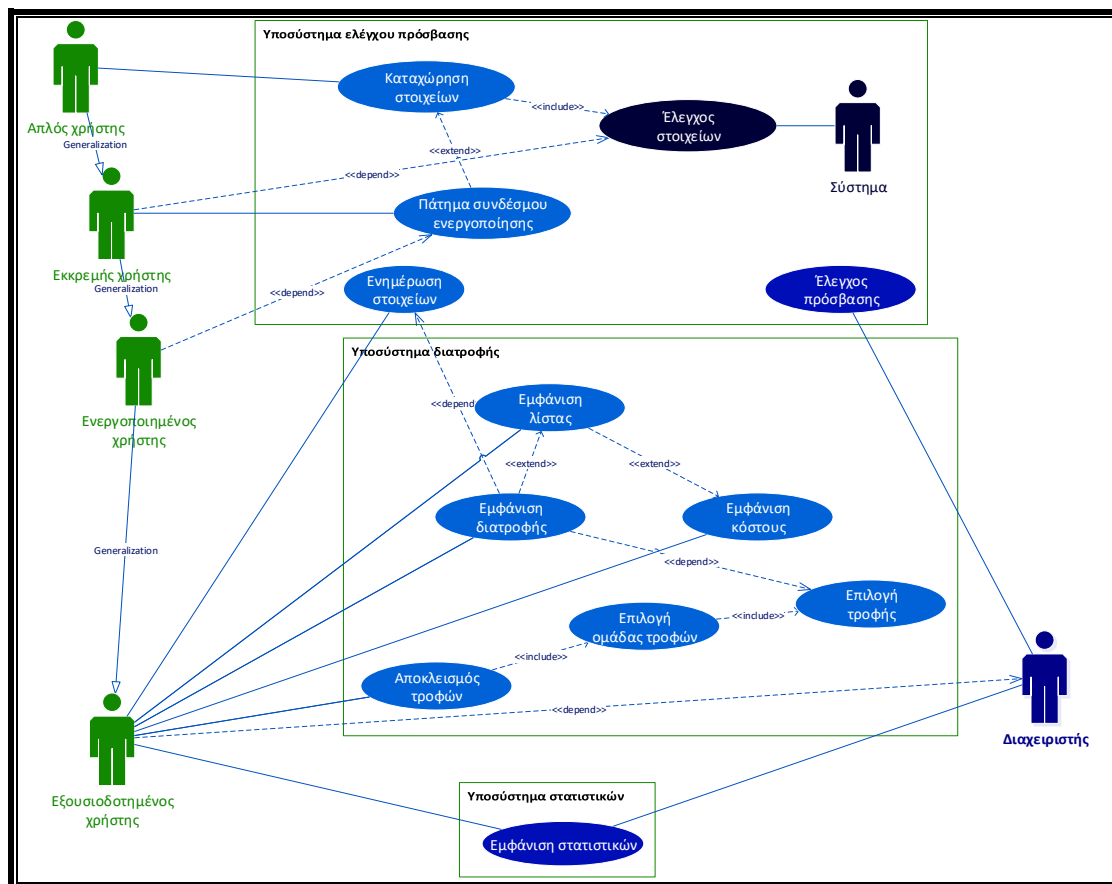 Υποσύστημα ελέγχου πρόσβασης
Καταχώρηση
στοιχείων
<<include>>
Έλεγχος
στοιχείων
Απλός χρήστης
Generalization
<<extend>>
<<depend>>
Σύστημα
Πάτημα συνδέσμου
ενεργοποίησης
Εκκρεμής χρήστης
Generalization
<<depend>>
Ενημέρωση
στοιχείων
Έλεγχος
πρόσβασης
Υποσύστημα διατροφής
Ενεργοποιημένος
χρήστης
<<depend>>
Εμφάνιση
λίστας
<<extend>>
<<extend>>
Εμφάνιση
διατροφής
Εμφάνιση
κόστους
Generalization
<<depend>>
Επιλογή
τροφής
Επιλογή
ομάδας τροφών
<<include>>
<<include>>
Αποκλεισμός
τροφών
<<depend>>
Διαχειριστής
Εξουσιοδοτημένος
χρήστης
Υποσύστημα στατιστικών
Εμφάνιση στατιστικών